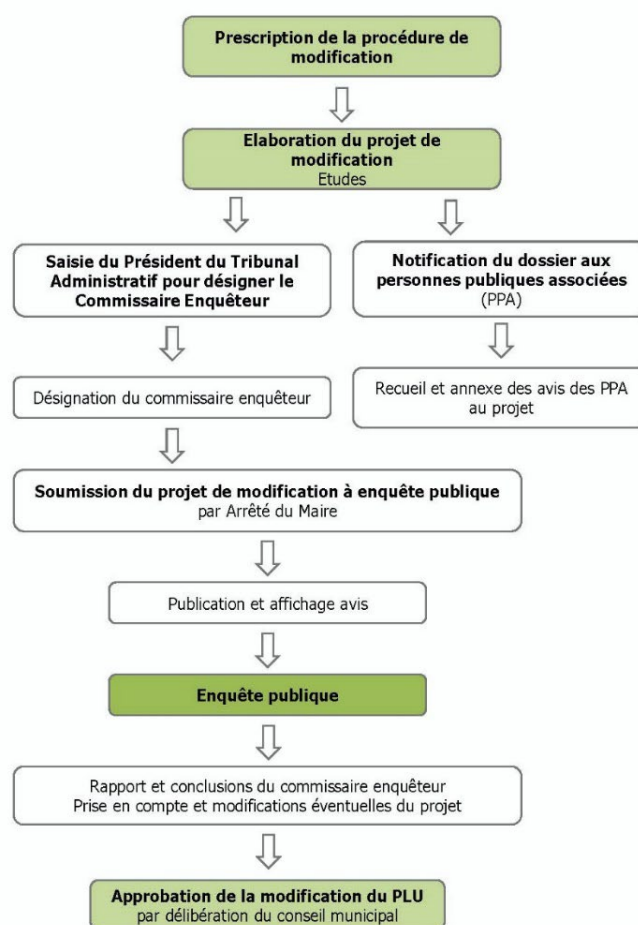 Prescription de la procédure de
modification
Elaboration du projet de
modification
Etudes
Saisie du Président du Tribunal
Administratif pour désigner le
Commissaire Enquêteur
Notification du dossier aux
personnes publiques associées
(PPA)
Désignation du commissaire enquêteur
Recueil et annexe des avis des PPA
au projet
Soumission du projet de modification à enquête publique
par Arrêté du Maire
Publication et affichage avis
Enquête publique
Rapport et conclusions du commissaire enquêteur
Prise en compte et modifications éventuelles du projet
Approbation de la modification du PLU
par délibération du conseil municipal